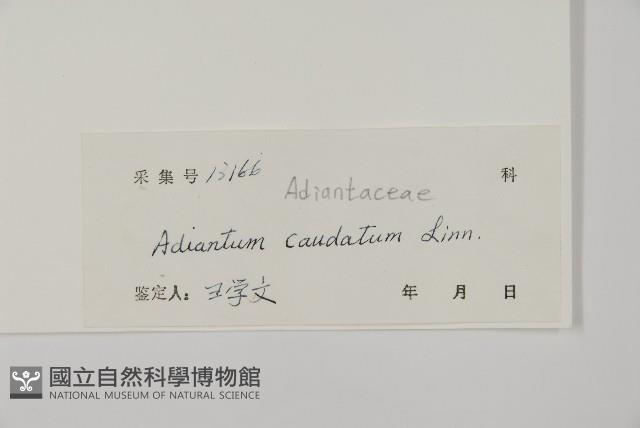 采集号 13166 科
Adiantaceae
Adiantum caudatum Linn.
鉴定人: 王学文 年 月 日
國立自然科學博物館
NATIONAL MUSEUM OF NATURAL SCIENCE